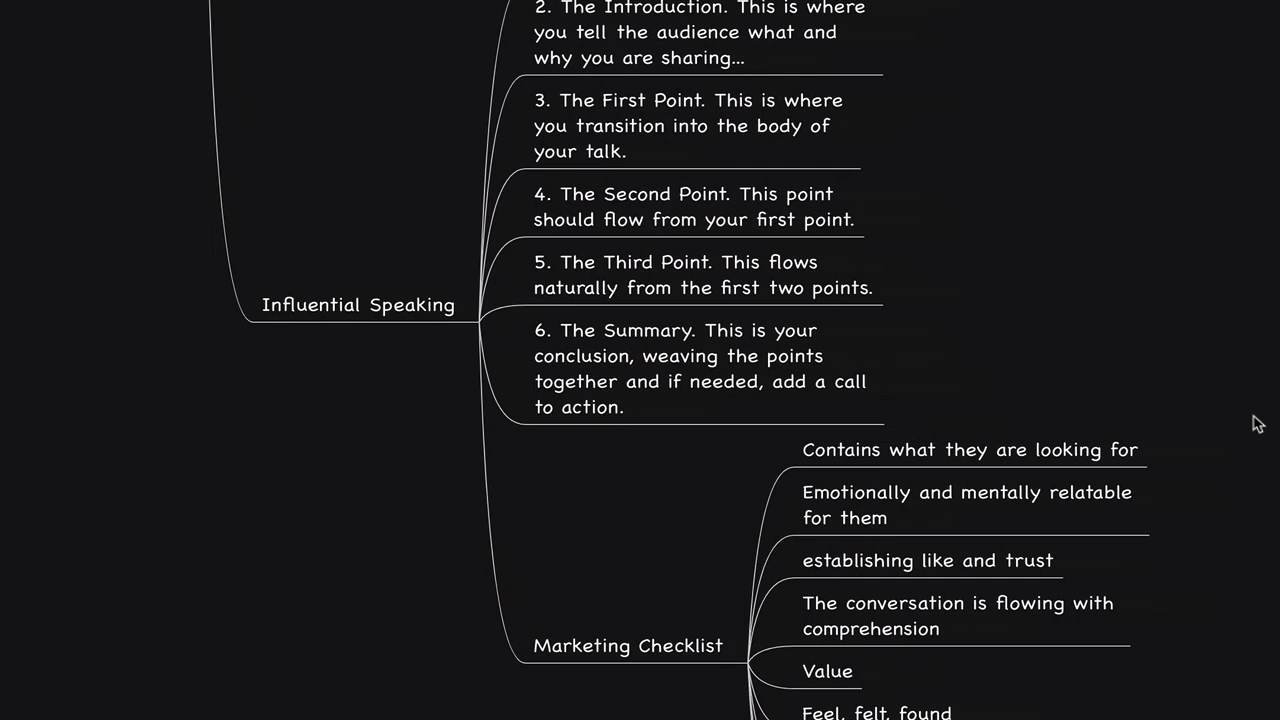 2. The Introduction. This is where
you tell the audience what and
why you are sharing...
3. The First Point. This is where
you transition into the body of
your talk.
4. The Second Point. This point
should flow from your first point.
5. The Third Point. This flows
naturally from the first two points.
Influential Speaking
6. The Summary. This is your
conclusion, weaving the points
together and if needed, add a call
to action.
Contains what they are looking for
Emotionally and mentally relatable
for them
establishing like and trust
The conversation is flowing with
comprehension
Marketing Checklist
Value
Feel, felt, found